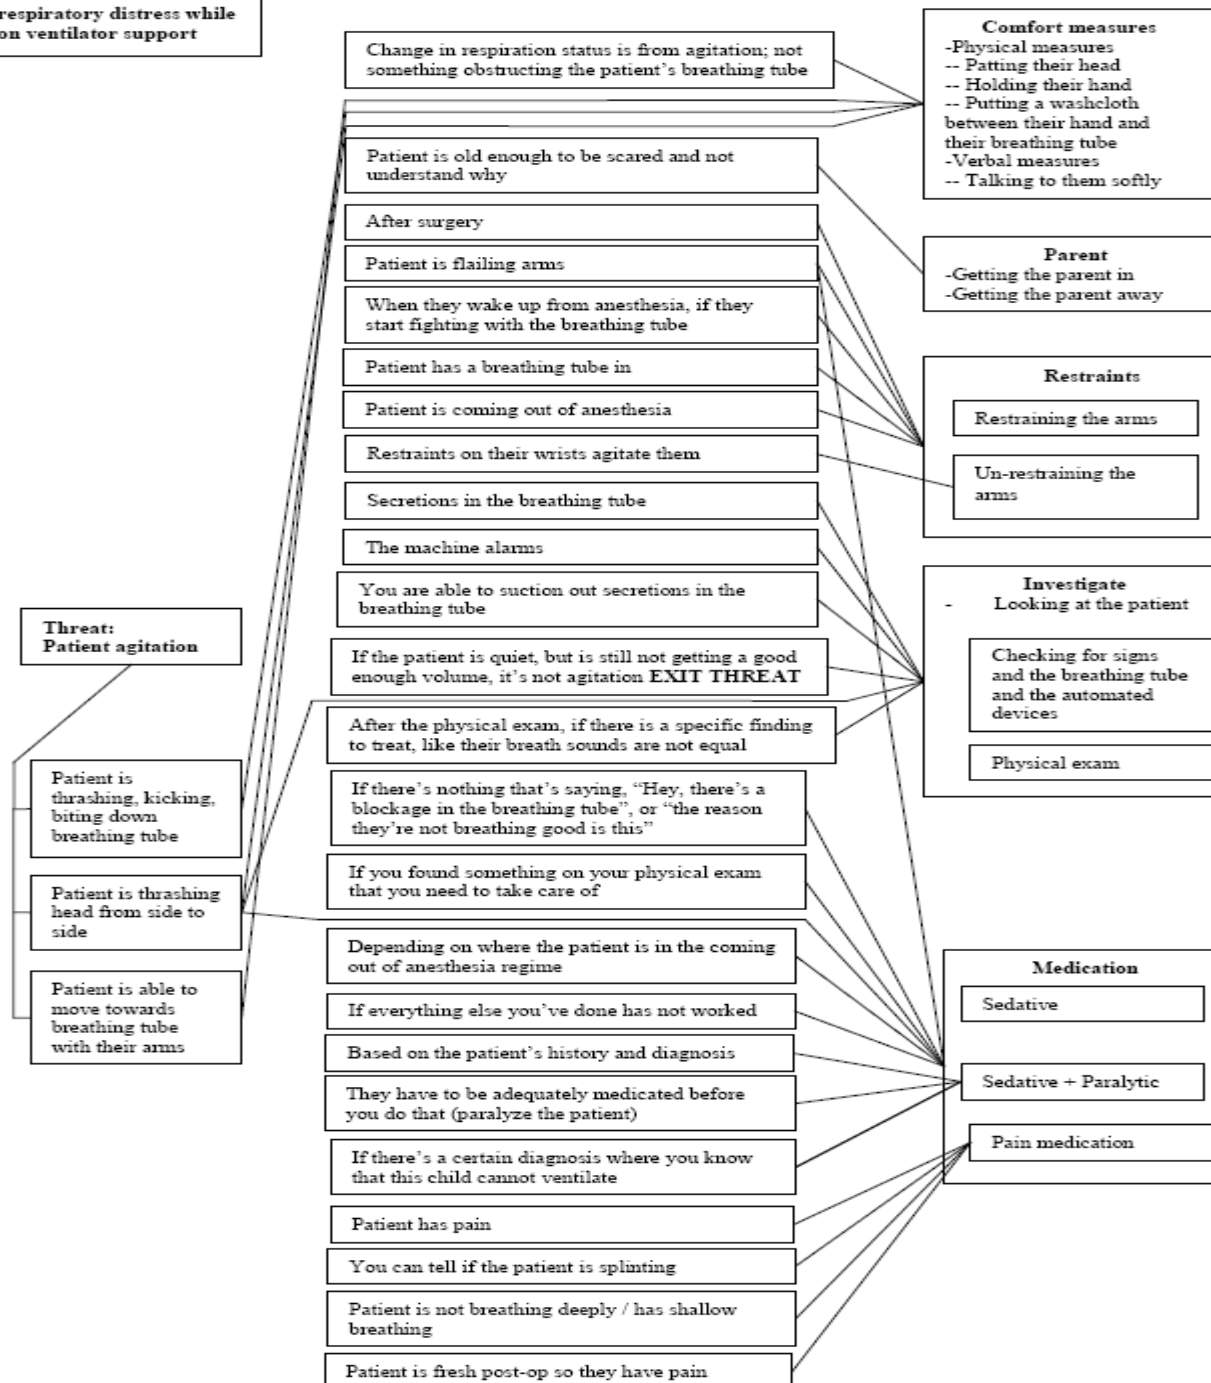 respiratory distress while
on ventilator support
Change in respiration status is from agitation; not
something obstructing the patient's breathing tube
Patient is old enough to be scared and not
understand why
After surgery
Patient is flailing arms
When they wake up from anesthesia, if they
start fighting with the breathing tube
Patient has a breathing tube in
Patient is coming out of anesthesia
Restraints on their wrists agitate them
Secretions in the breathing tube
The machine alarms
You are able to suction out secretions in the
breathing tube
If the patient is quiet, but is still not getting a good
enough volume, it's not agitation EXIT THREAT
After the physical exam, if there is a specific finding
to treat, like their breath sounds are not equal
If there's nothing that's saying, "Hey, there's a
blockage in the breathing tube", or "the reason
they're not breathing good is this"
If you found something on your physical exam
that you need to take care of
Depending on where the patient is in the coming
out of anesthesia regime
If everything else you've done has not worked
Based on the patient's history and diagnosis
They have to be adequately medicated before
you do that (paralyze the patient)
If there's a certain diagnosis where you know
that this child cannot ventilate
Patient has pain
You can tell if the patient is splinting
Patient is not breathing deeply / has shallow
breathing
Patient is fresh post-op so they have pain
Threat:
Patient agitation
Patient is
thrashing, kicking,
biting down
breathing tube
Patient is thrashing
head from side to
side
Patient is able to
move towards
breathing tube
with their arms
Comfort measures
-Physical measures
-- Patting their head
-- Holding their hand
-- Putting a washcloth
between their hand and
their breathing tube
-Verbal measures
-- Talking to them softly
Parent
-Getting the parent in
-Getting the parent away
Restraints
Restraining the arms
Un-restraining the
arms
Investigate
- Looking at the patient
Checking for signs
and the breathing tube
and the automated
devices
Physical exam
Medication
Sedative
Sedative + Paralytic
Pain medication